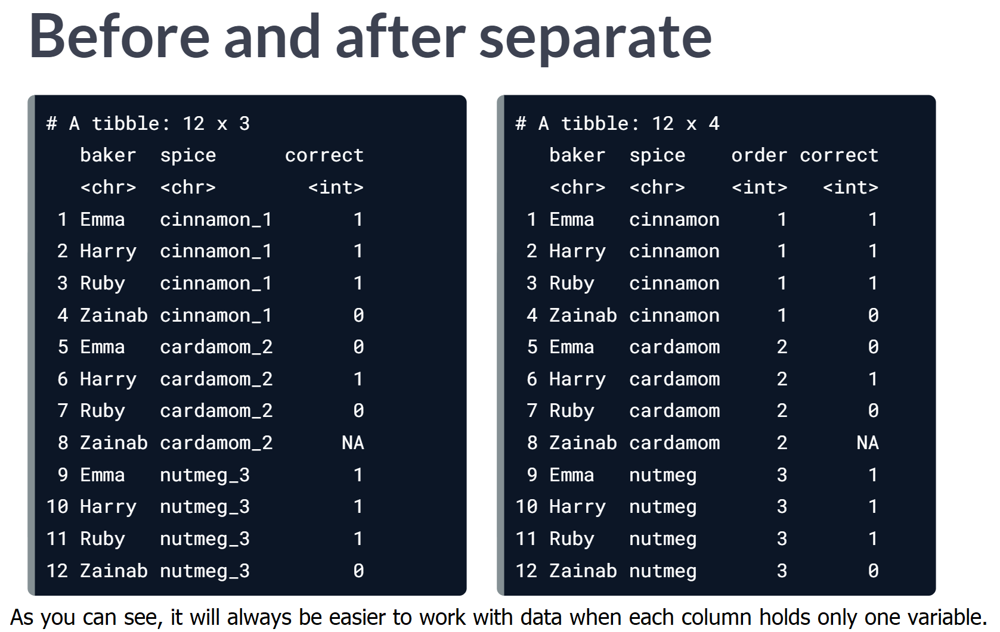 Before and after separate
# A tibble: 12 x 3
baker spice correct
<chr> <chr> <int>
1 Emma cinnamon_1 1
2 Harry cinnamon_1 1
3 Ruby cinnamon_1 1
4 Zainab cinnamon_1 0
5 Emma cardamom_2 0
6 Harry cardamom_2 1
7 Ruby cardamom_2 0
8 Zainab cardamom_2 NA
9 Emma nutmeg_3 1
10 Harry nutmeg_3 1
11 Ruby nutmeg_3 1
12 Zainab nutmeg_3 0
# A tibble: 12 x 4
baker spice order correct
<chr> <chr> <int> <int>
1 Emma cinnamon 1 1
2 Harry cinnamon 1 1
3 Ruby cinnamon 1 1
4 Zainab cinnamon 1 0
5 Emma cardamom 2 0
6 Harry cardamom 2 1
7 Ruby cardamom 2 0
8 Zainab cardamom 2 NA
9 Emma nutmeg 3 1
10 Harry nutmeg 3 1
11 Ruby nutmeg 3 1
12 Zainab nutmeg 3 0
As you can see, it will always be easier to work with data when each column holds only one variable.